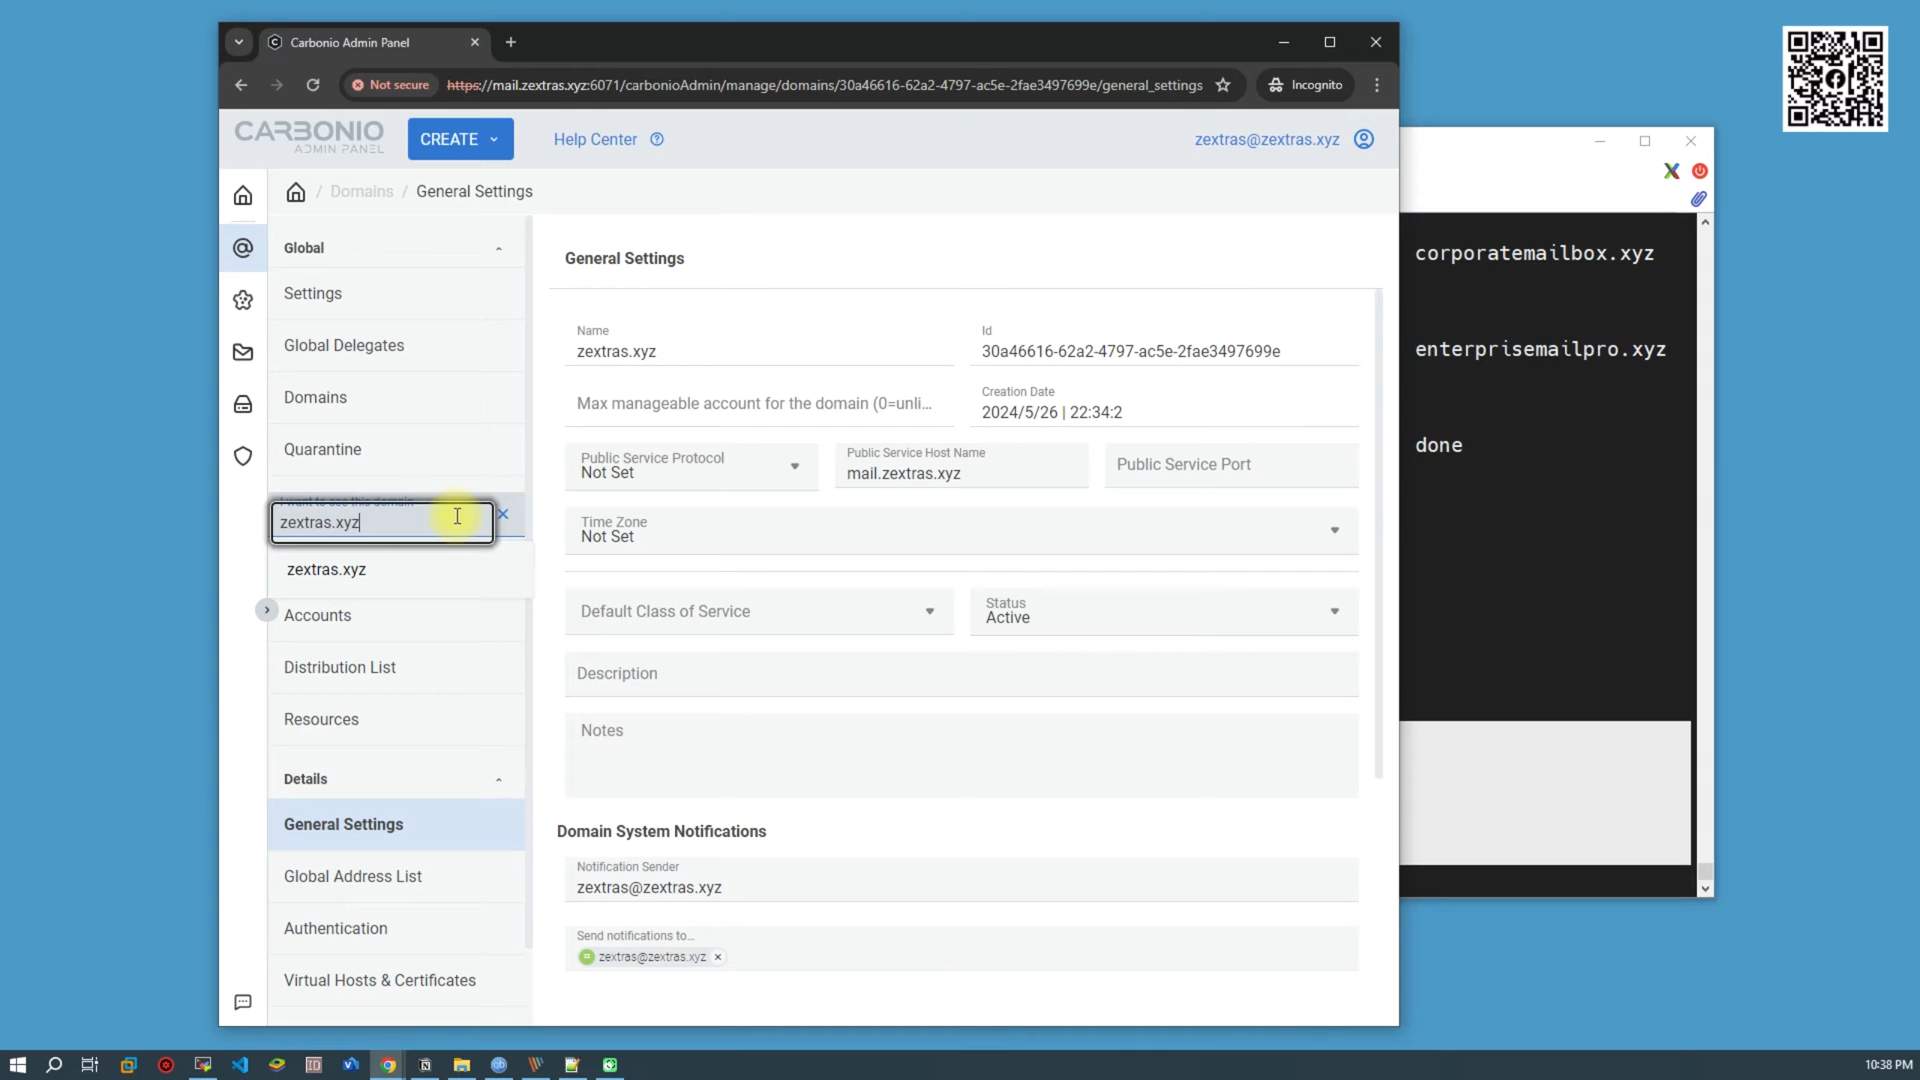 Carbonio Admin Panel
Not secure
https://mail.zextras.xyz:6071/carbonioAdmin/manage/domains/30a46616-62a2-4797-ac5e-2fae3497699e/general_settings
Incognito
CARBONIO
ADMIN PANEL
CREATE
Help Center
zextras@zextras.xyz
/ Domains / General Settings
Global
Settings
Global Delegates
Domains
Quarantine
I want to see this domain
zextras.xyz
zextras.xyz
Accounts
Distribution List
Resources
Details
General Settings
Global Address List
Authentication
Virtual Hosts & Certificates
General Settings
Name
zextras.xyz
Id
30a46616-62a2-4797-ac5e-2fae3497699e
Max manageable account for the domain (0=unli...
Creation Date
2024/5/26 | 22:34:2
Public Service Protocol
Not Set
Public Service Host Name
mail.zextras.xyz
Public Service Port
Time Zone
Not Set
Default Class of Service
Status
Active
Description
Notes
Domain System Notifications
Notification Sender
zextras@zextras.xyz
Send notifications to...
zextras@zextras.xyz
corporatemailbox.xyz
enterprisemailpro.xyz
done
10:38 PM